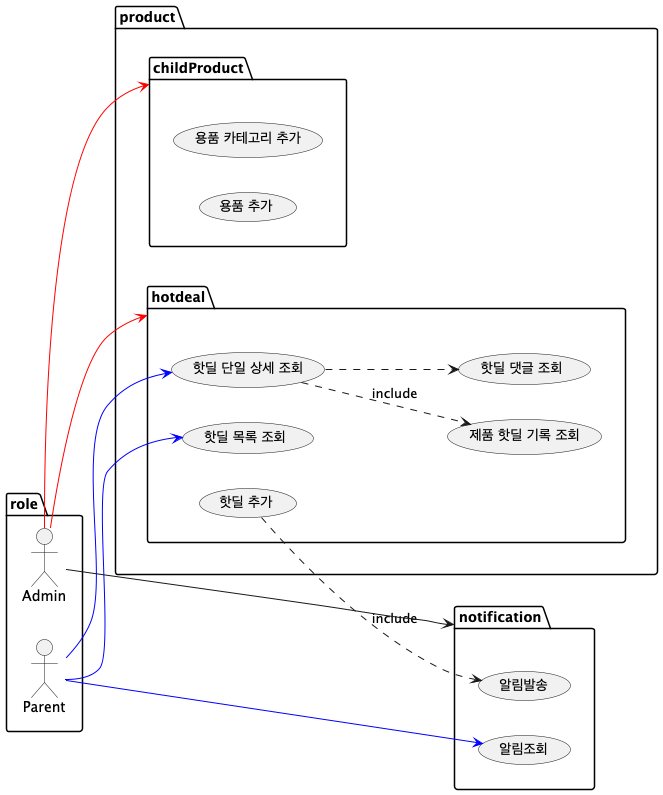 product
childProduct
용품 카테고리 추가
용품 추가
hotdeal
핫딜 단일 상세 조회
핫딜 댓글 조회
include
제품 핫딜 기록 조회
핫딜 목록 조회
핫딜 추가
role
Admin
include
notification
알림발송
Parent
알림조회